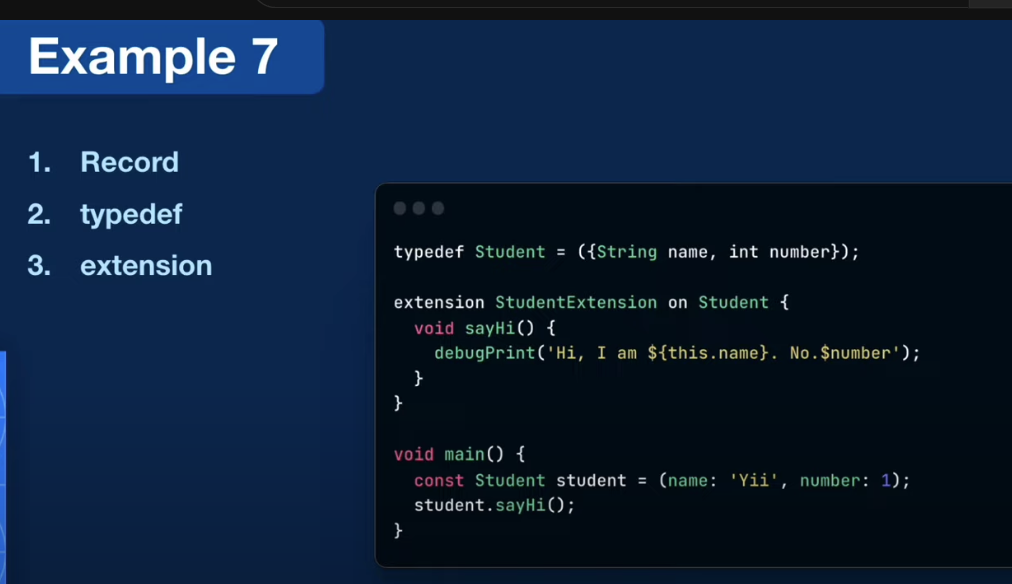 Example 7
1. Record
2. typedef
3. extension
typedef Student = ({String name, int number});
extension StudentExtension on Student {
void sayHi() {
debugPrint('Hi, I am ${this.name}. No.$number');
}
}
void main() {
const Student student = (name: 'Yii', number: 1);
student.sayHi();
}